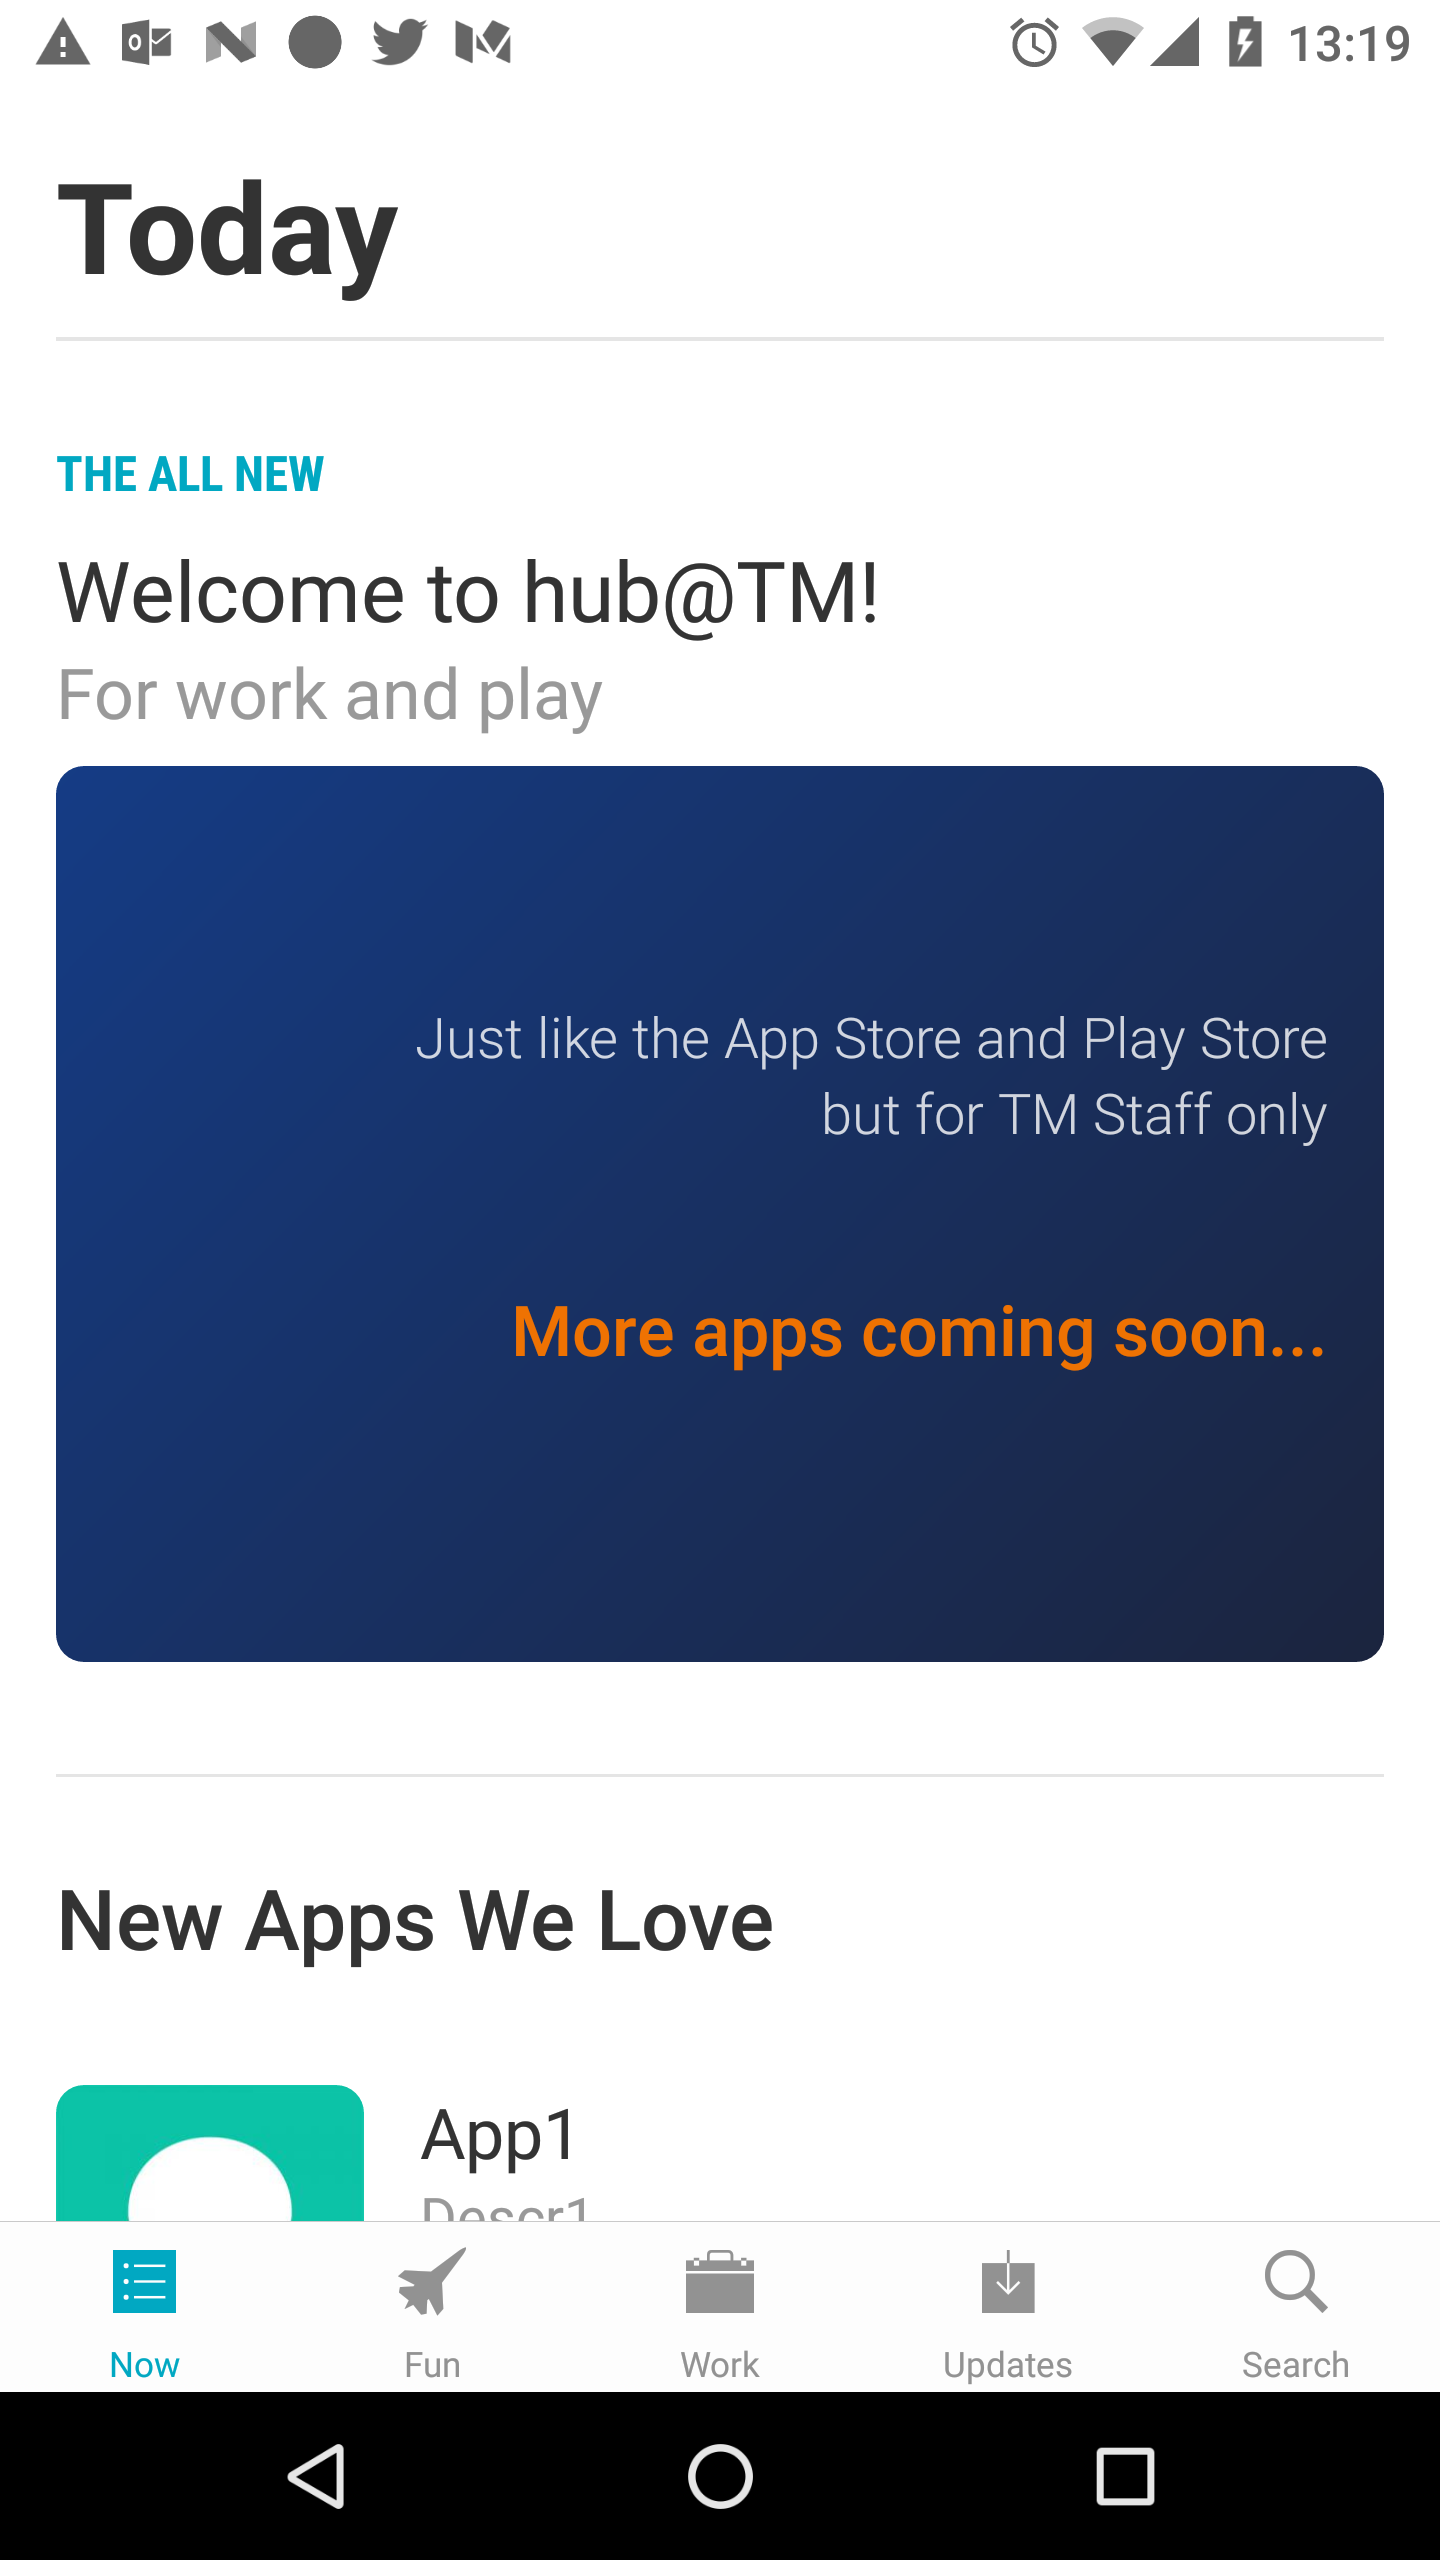 13:19
Today
THE ALL NEW
Welcome to hub@TM!
For work and play
Just like the App Store and Play Store
but for TM Staff only
More apps coming soon...
New Apps We Love
App1
Descr1
Now
Fun
Work
Updates
Search